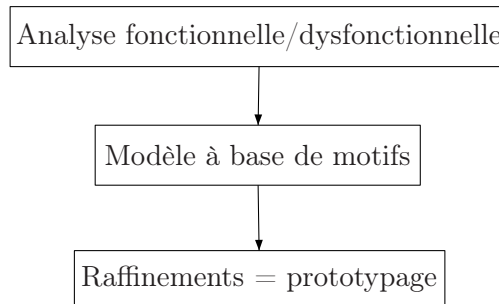 Analyse fonctionnelle/dysfonctionnelle
Modèle à base de motifs
Raffinements = prototypage